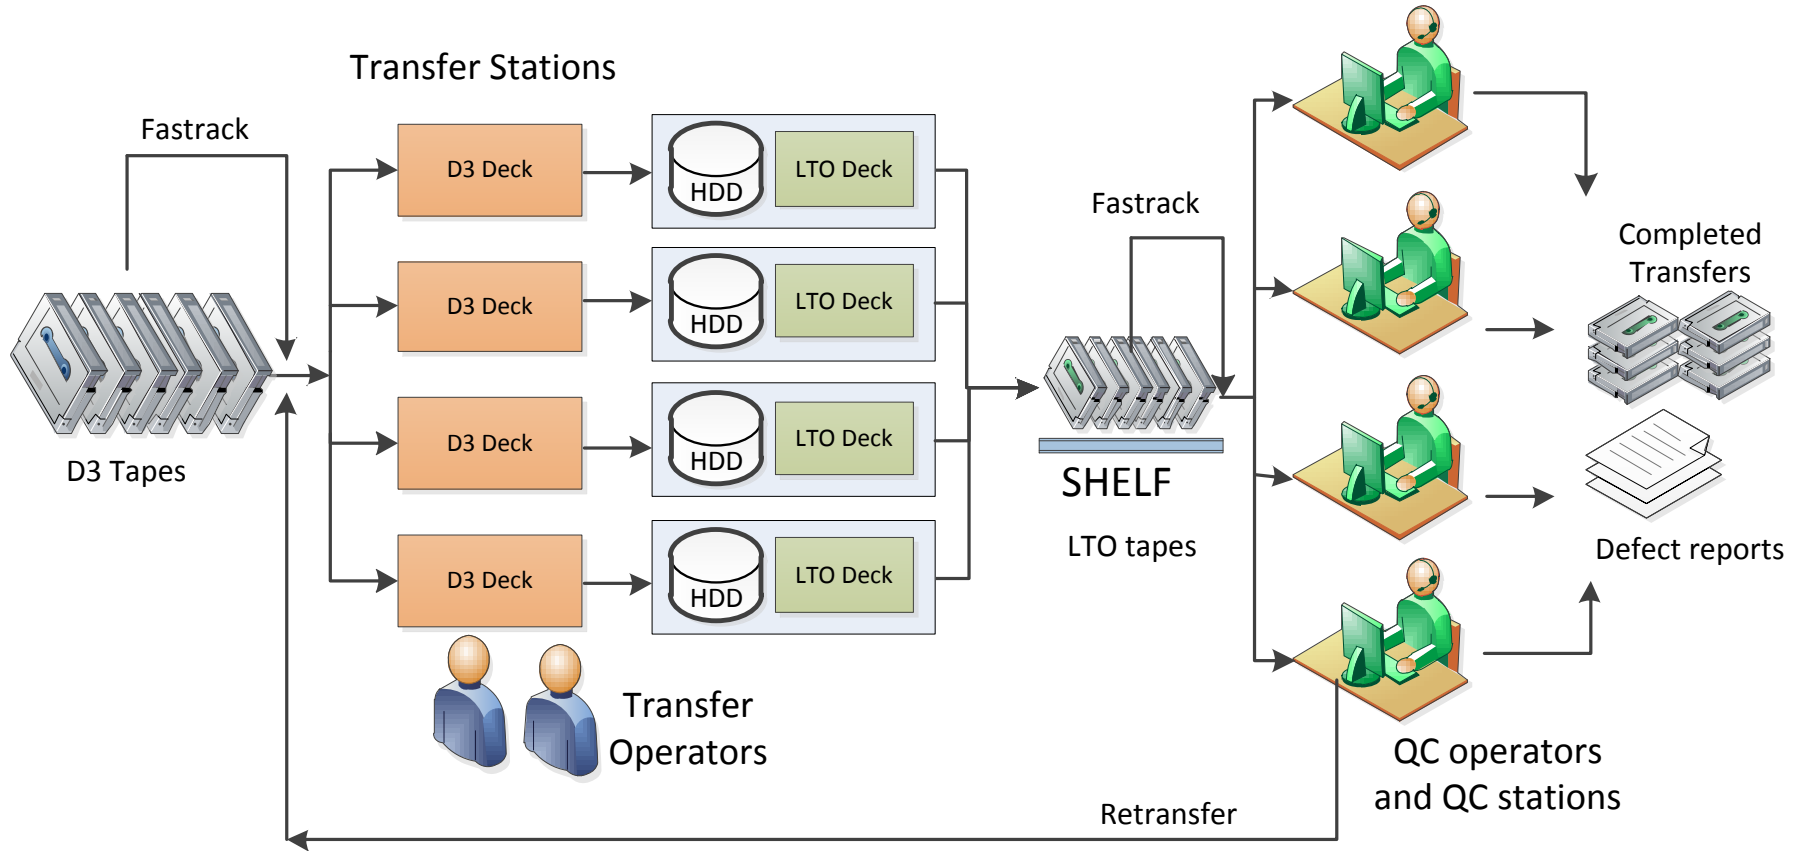 Transfer Stations
Fastrack
D3 Deck
HDD
LTO Deck
D3 Deck
HDD
LTO Deck
D3 Deck
HDD
LTO Deck
D3 Deck
HDD
LTO Deck
D3 Tapes
Transfer
Operators
Fastrack
SHELF
LTO tapes
Completed
Transfers
Defect reports
QC operators
and QC stations
Retransfer